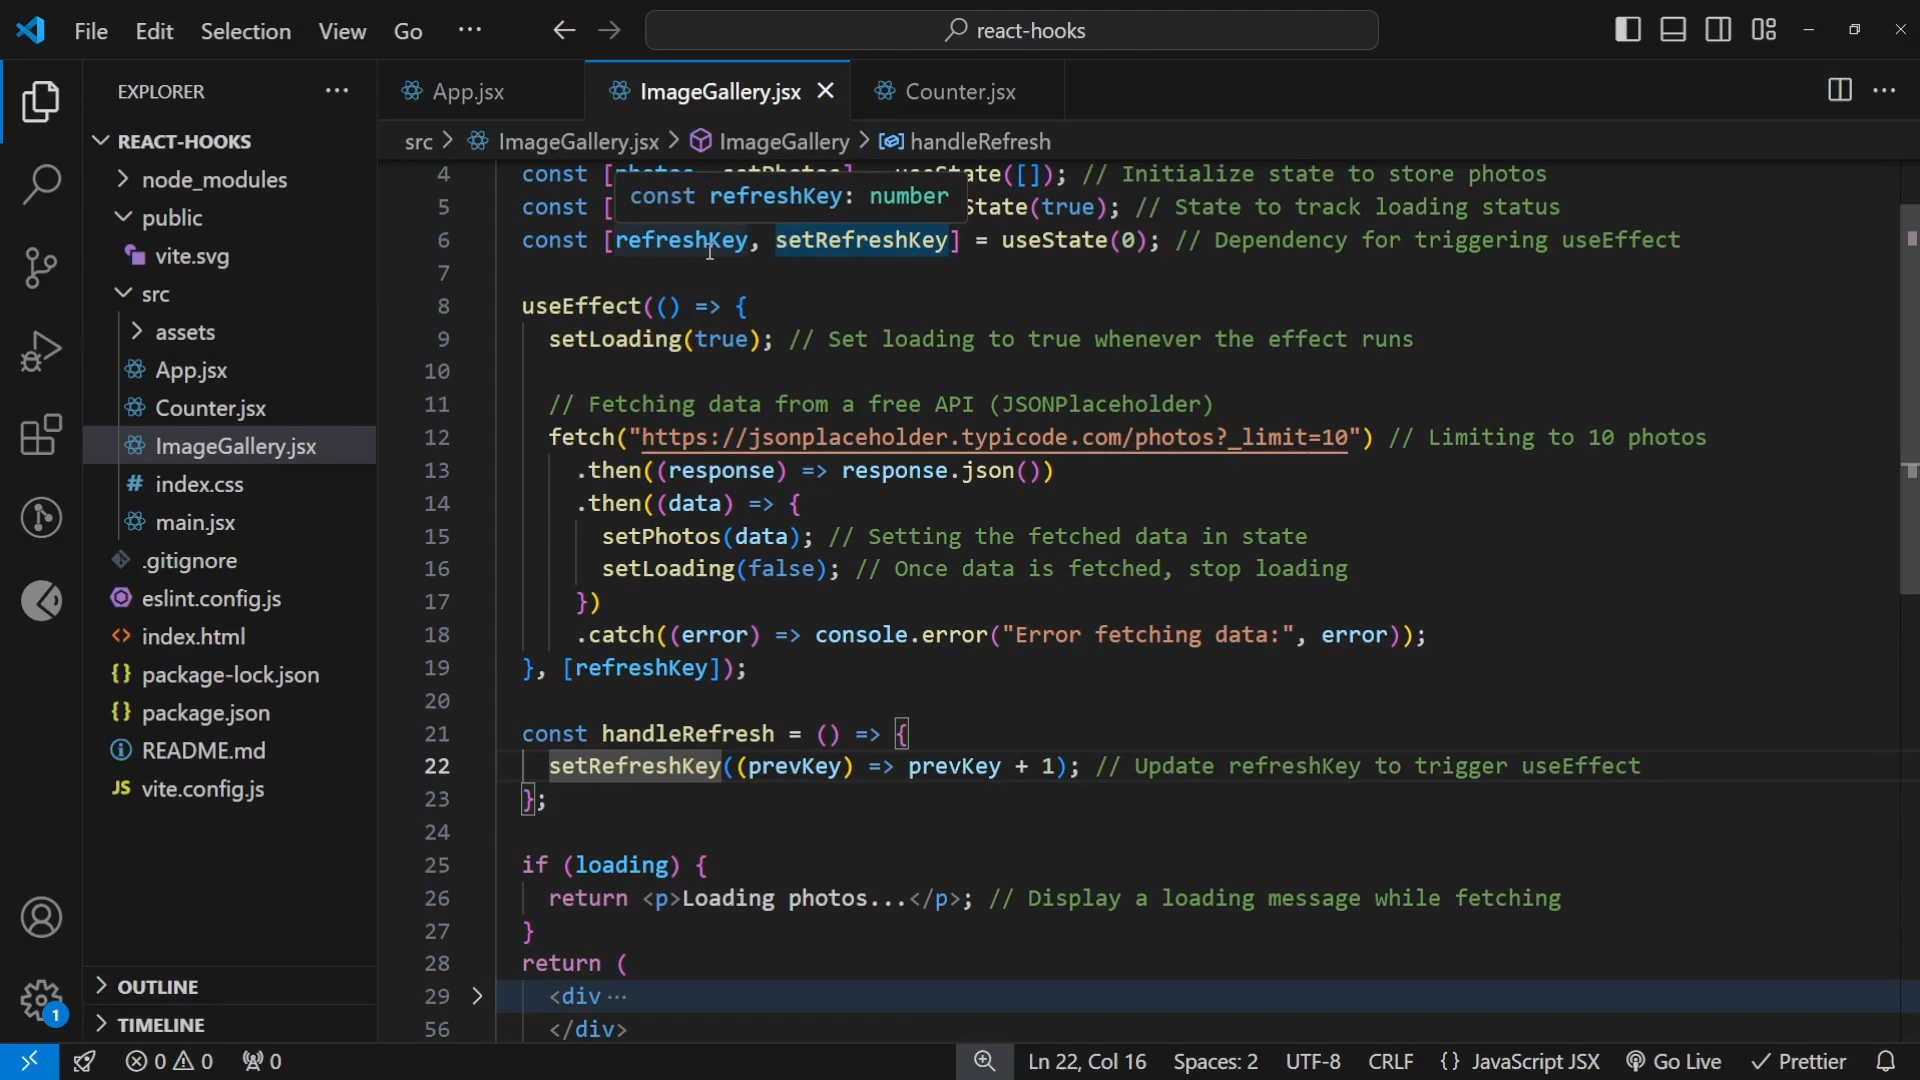 File Edit Selection View Go ···
react-hooks
EXPLORER
REACT-HOOKS
node_modules
public
vite.svg
src
assets
App.jsx
Counter.jsx
ImageGallery.jsx
# index.css
main.jsx
.gitignore
eslint.config.js
<> index.html
{} package-lock.json
{} package.json
README.md
JS vite.config.js
OUTLINE
TIMELINE
1
App.jsx
ImageGallery.jsx
Counter.jsx
src > ImageGallery.jsx > ImageGallery > handleRefresh
const refreshKey: number
4 const [photos, setPhotos] = useState([]); // Initialize state to store photos
5 const [ State(true); // State to track loading status
6 const [refreshKey, setRefreshKey] = useState(0); // Dependency for triggering useEffect
7
8 useEffect(() => {
9 setLoading(true); // Set loading to true whenever the effect runs
10
11 // Fetching data from a free API (JSONPlaceholder)
12 fetch("https://jsonplaceholder.typicode.com/photos?_limit=10") // Limiting to 10 photos
13 .then((response) => response.json())
14 .then((data) => {
15 setPhotos(data); // Setting the fetched data in state
16 setLoading(false); // Once data is fetched, stop loading
17 })
18 .catch((error) => console.error("Error fetching data:", error));
19 }, [refreshKey]);
20
21 const handleRefresh = () => {
22 setRefreshKey((prevKey) => prevKey + 1); // Update refreshKey to trigger useEffect
23 };
24
25 if (loading) {
26 return <p>Loading photos...</p>; // Display a loading message while fetching
27 }
28 return (
29 <div ···
56 </div>
0 0 0
Ln 22, Col 16
Spaces: 2
UTF-8
CRLF
{} JavaScript JSX
Go Live
Prettier